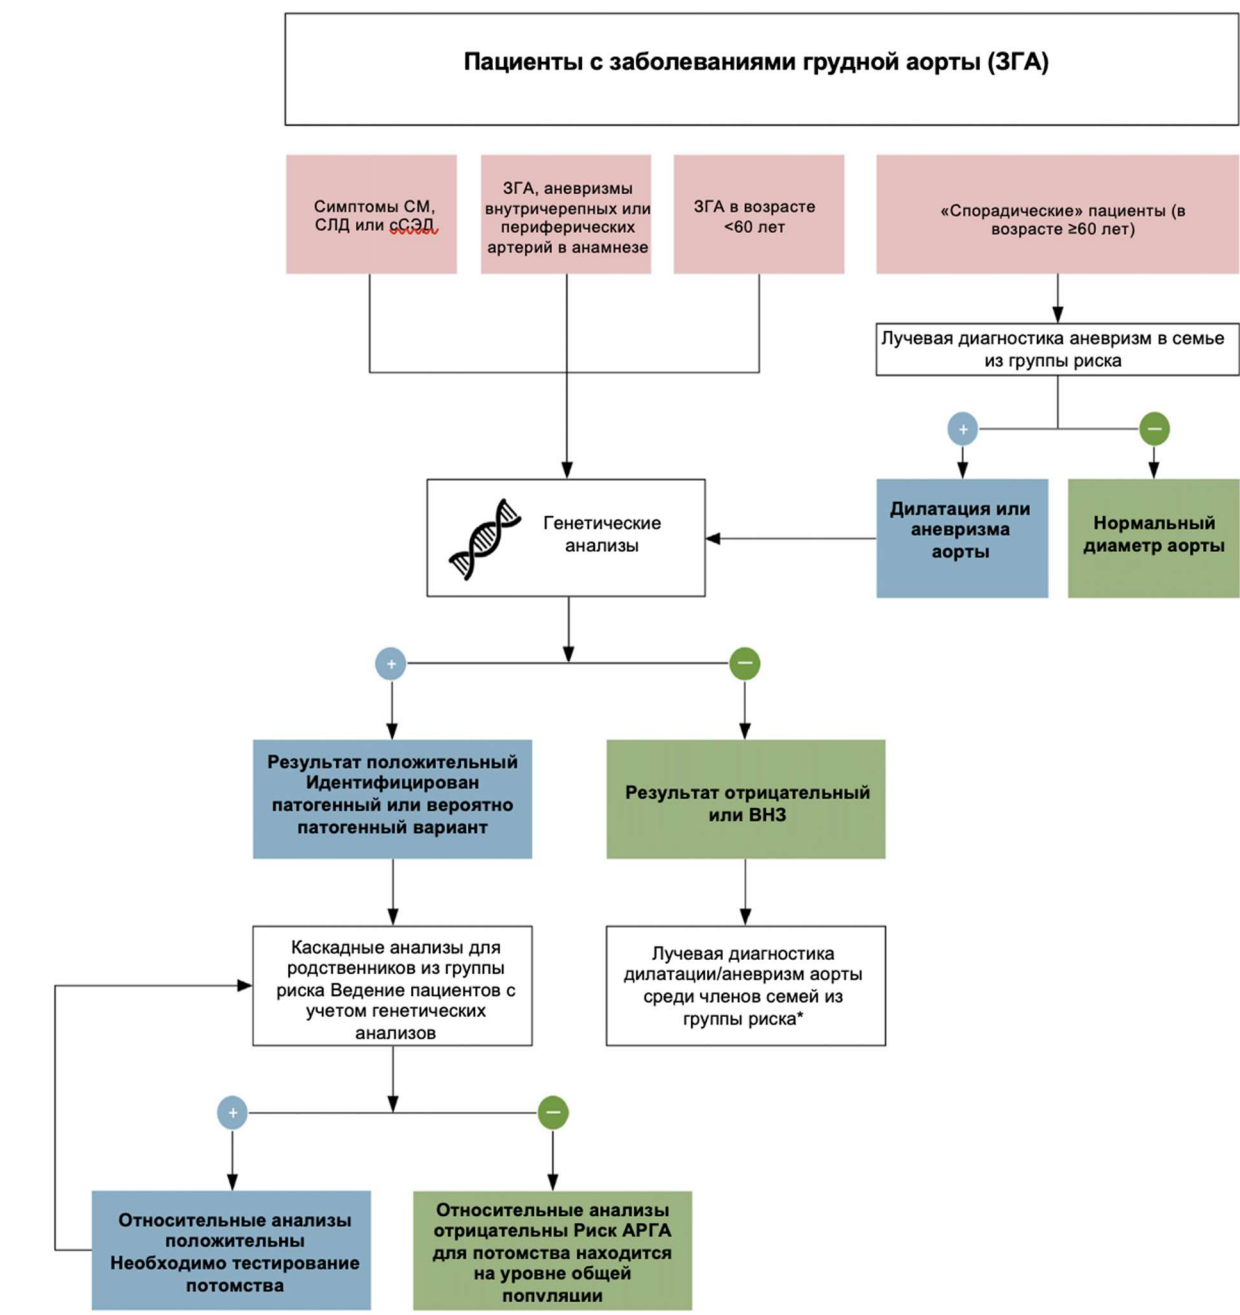 Пациенты с заболеваниями грудной аорты (ЗГА)
Симптомы СМ,
СЛД или сСЭД
ЗГА, аневризмы
внутричерепных или
периферических
артерий в анамнезе
ЗГА в возрасте
<60 лет
«Спорадические» пациенты (в
возрасте ≥60 лет)
Лучевая диагностика аневризм в семье
из группы риска
+
−
Дилатация или
аневризма
аорты
Нормальный
диаметр аорты
Генетические
анализы
+
−
Результат положительный
Идентифицирован
патогенный или вероятно
патогенный вариант
Результат отрицательный
или ВНЗ
Каскадные анализы для
родственников из группы
риска Ведение пациентов с
учетом генетических
анализов
Лучевая диагностика
дилатации/аневризм аорты
среди членов семей из
группы риска*
+
−
Относительные анализы
положительны
Необходимо тестирование
потомства
Относительные анализы
отрицательны Риск АРГА
для потомства находится
на уровне общей
популяции